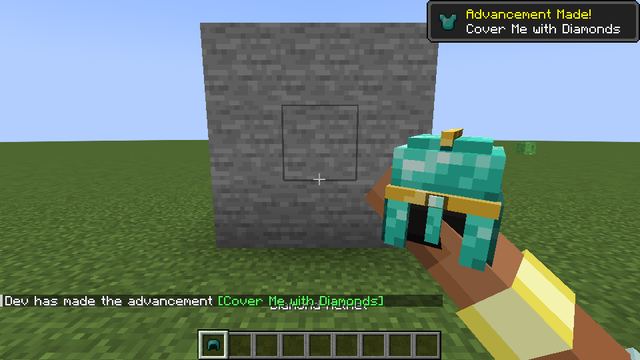 Advancement Made!
Cover Me with Diamonds
Dev has made the advancement [Cover Me with Diamonds]
Diamond Helmet